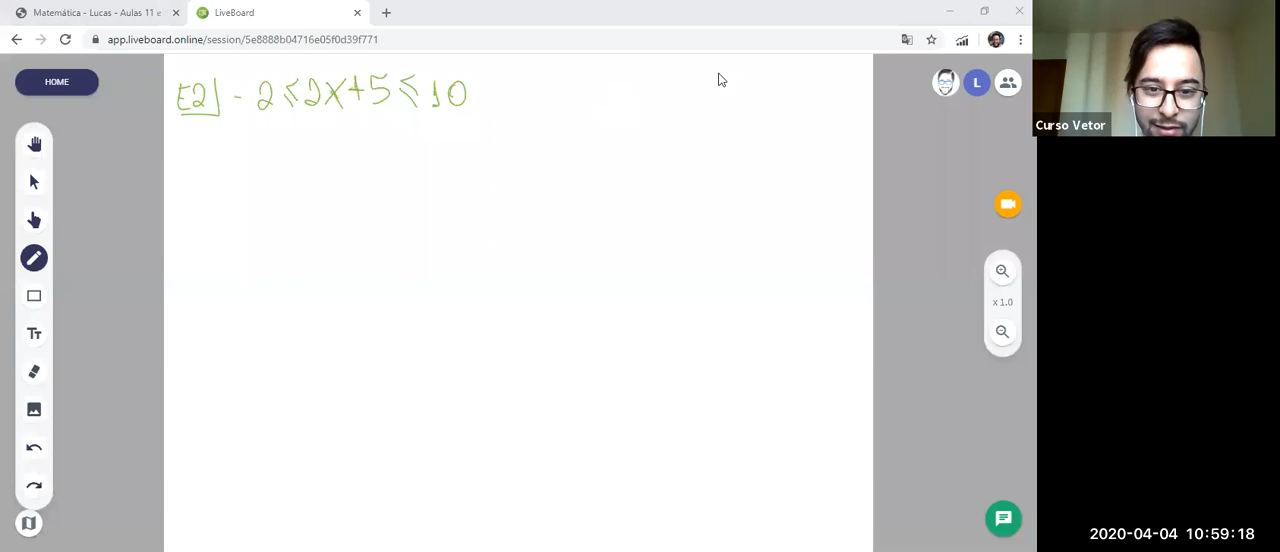 Matemática - Lucas - Aulas 11 e
LiveBoard
app.liveboard.online/session/5e8888b04716e05f0d39f771
HOME
E2] - 2 ≤ 2x + 5 ≤ 10
L
Curso Vetor
x 1.0
Tт
2020-04-04 10:59:18